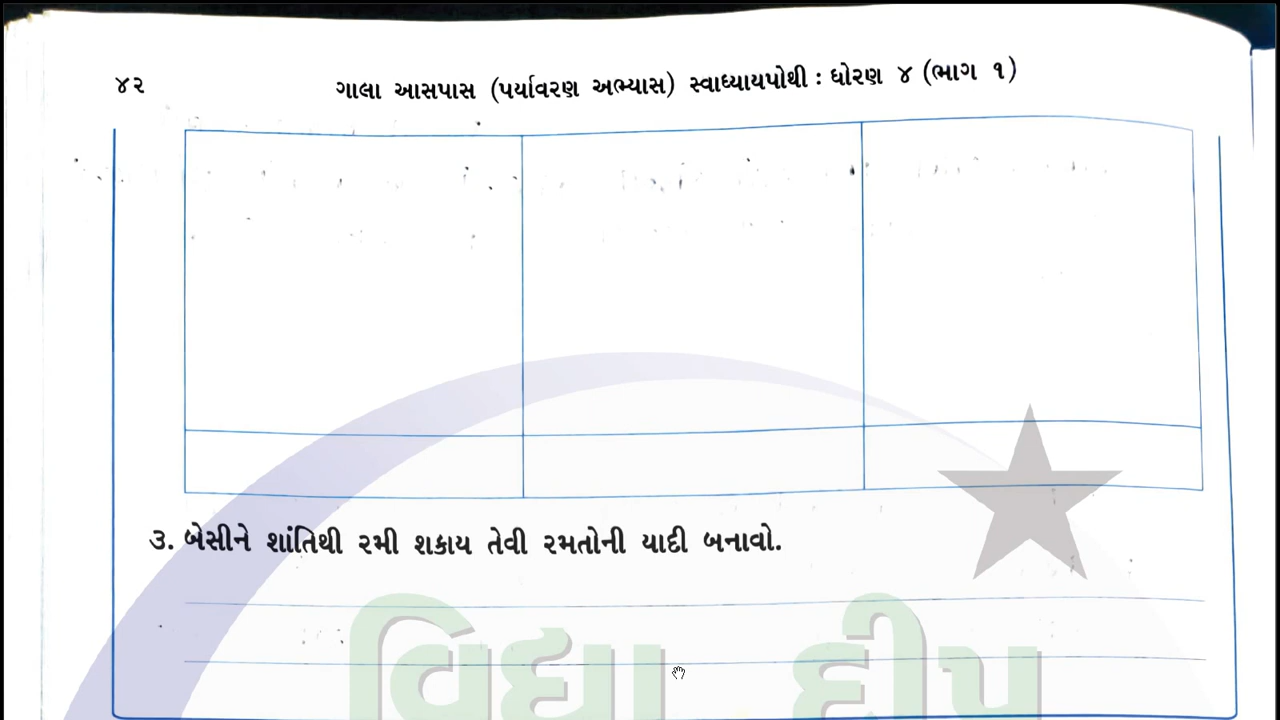 ૪૨
ગાલા આસપાસ (પર્યાવરણ અભ્યાસ) સ્વાધ્યાયપોથી : ધોરણ ૪ (ભાગ ૧)
૩. બેસીને શાંતિથી રમી શકાય તેવી રમતોની યાદી બનાવો.
વિદ્યા દીપ